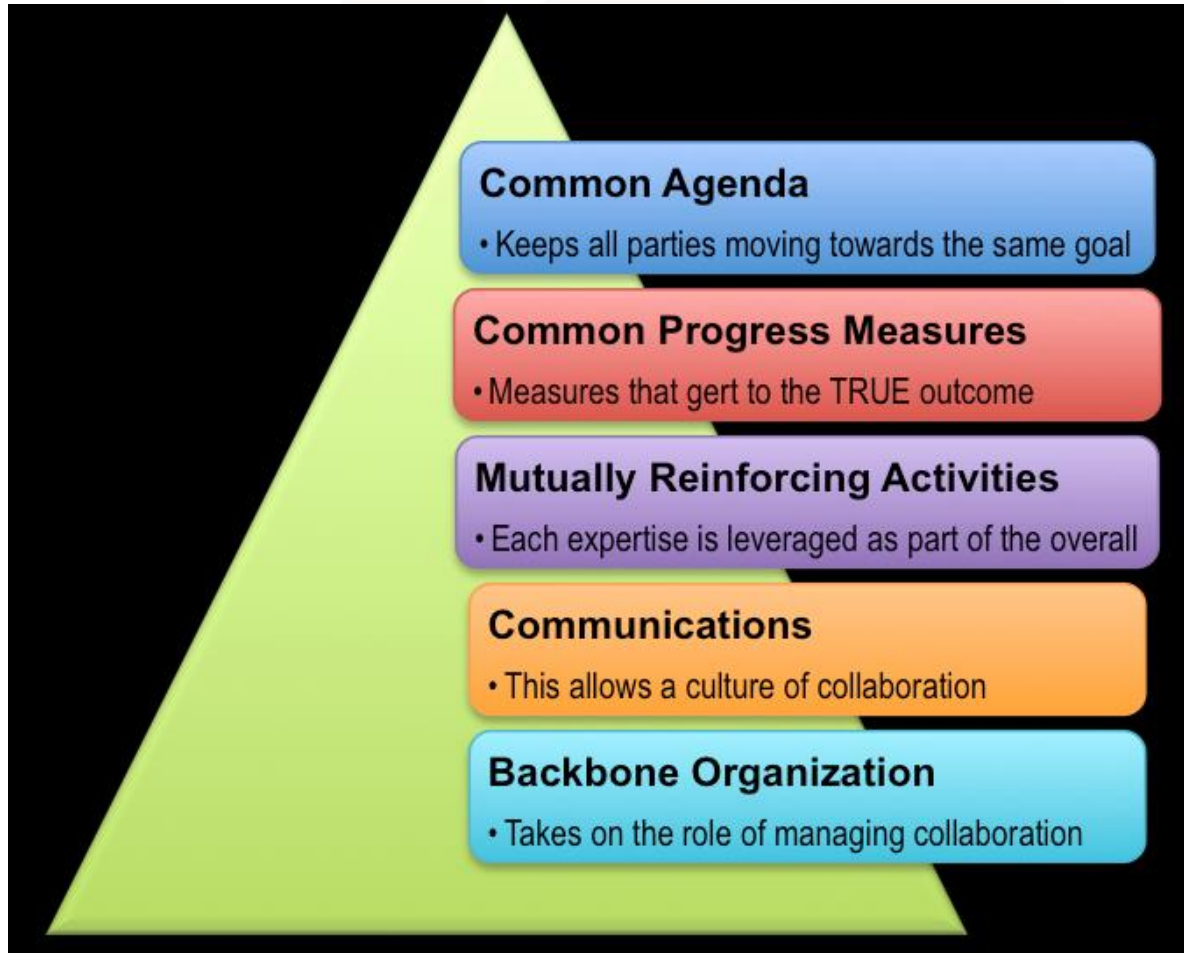 Common Agenda
• Keeps all parties moving towards the same goal
Common Progress Measures
• Measures that gert to the TRUE outcome
Mutually Reinforcing Activities
• Each expertise is leveraged as part of the overall
Communications
• This allows a culture of collaboration
Backbone Organization
• Takes on the role of managing collaboration